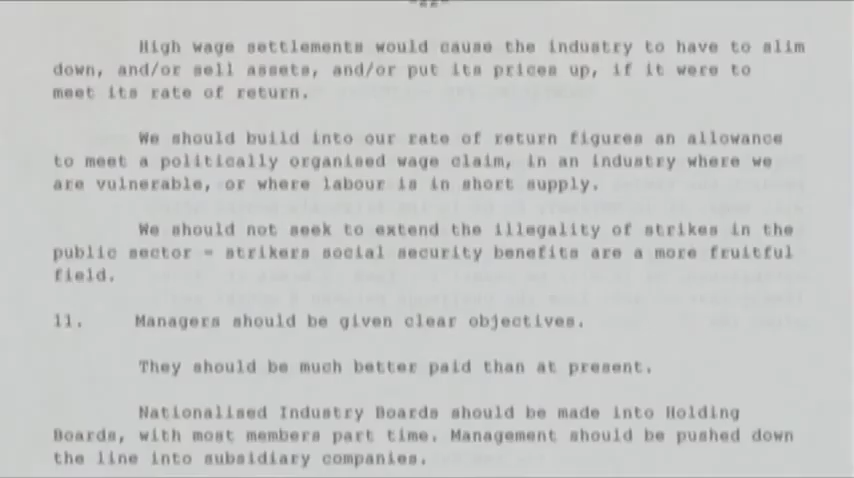 High wage settlements would cause the industry to have to slim
down, and/or sell assets, and/or put its prices up, if it were to
meet its rate of return.
We should build into our rate of return figures an allowance
to meet a politically organised wage claim, in an industry where we
are vulnerable, or where labour is in short supply.
We should not seek to extend the illegality of strikes in the
public sector - strikers social security benefits are a more fruitful
field.
11. Managers should be given clear objectives.
They should be much better paid than at present.
Nationalised Industry Boards should be made into Holding
Boards, with most members part time. Management should be pushed down
the line into subsidiary companies.